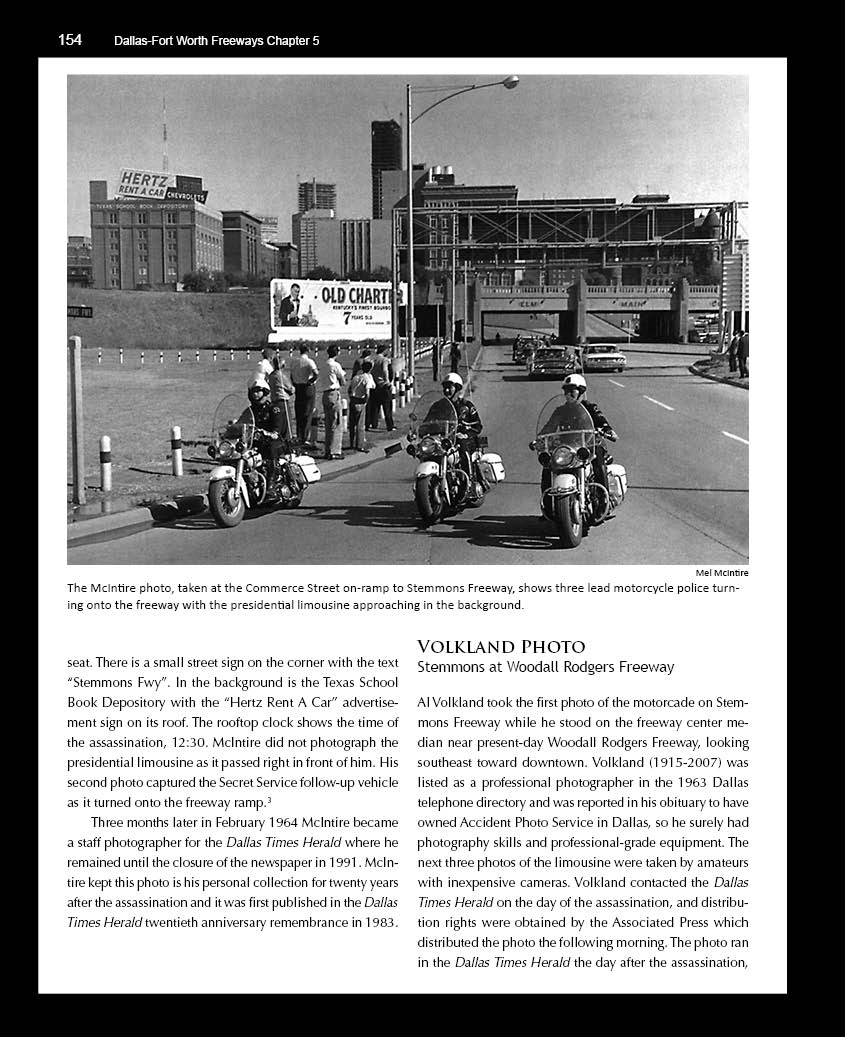 154 Dallas-Fort Worth Freeways Chapter 5
HERTZ
RENT A CAR
CHEVROLETS
TEXAS SCHOOL BOOK DEPOSITORY
OLD CHART
KENTUCKY'S FINEST BOURBON
7 YEARS OLD
FWY
ELM
MAIN
Mel McIntire
The McIntire photo, taken at the Commerce Street on-ramp to Stemmons Freeway, shows three lead motorcycle police turn-
ing onto the freeway with the presidential limousine approaching in the background.
seat. There is a small street sign on the corner with the text
“Stemmons Fwy”. In the background is the Texas School
Book Depository with the “Hertz Rent A Car” advertise-
ment sign on its roof. The rooftop clock shows the time of
the assassination, 12:30. McIntire did not photograph the
presidential limousine as it passed right in front of him. His
second photo captured the Secret Service follow-up vehicle
as it turned onto the freeway ramp.3
Three months later in February 1964 McIntire became
a staff photographer for the Dallas Times Herald where he
remained until the closure of the newspaper in 1991. McIn-
tire kept this photo is his personal collection for twenty years
after the assassination and it was first published in the Dallas
Times Herald twentieth anniversary remembrance in 1983.
VOLKLAND PHOTO
Stemmons at Woodall Rodgers Freeway
Al Volkland took the first photo of the motorcade on Stem-
mons Freeway while he stood on the freeway center me-
dian near present-day Woodall Rodgers Freeway, looking
southeast toward downtown. Volkland (1915-2007) was
listed as a professional photographer in the 1963 Dallas
telephone directory and was reported in his obituary to have
owned Accident Photo Service in Dallas, so he surely had
photography skills and professional-grade equipment. The
next three photos of the limousine were taken by amateurs
with inexpensive cameras. Volkland contacted the Dallas
Times Herald on the day of the assassination, and distribu-
tion rights were obtained by the Associated Press which
distributed the photo the following morning. The photo ran
in the Dallas Times Herald the day after the assassination,